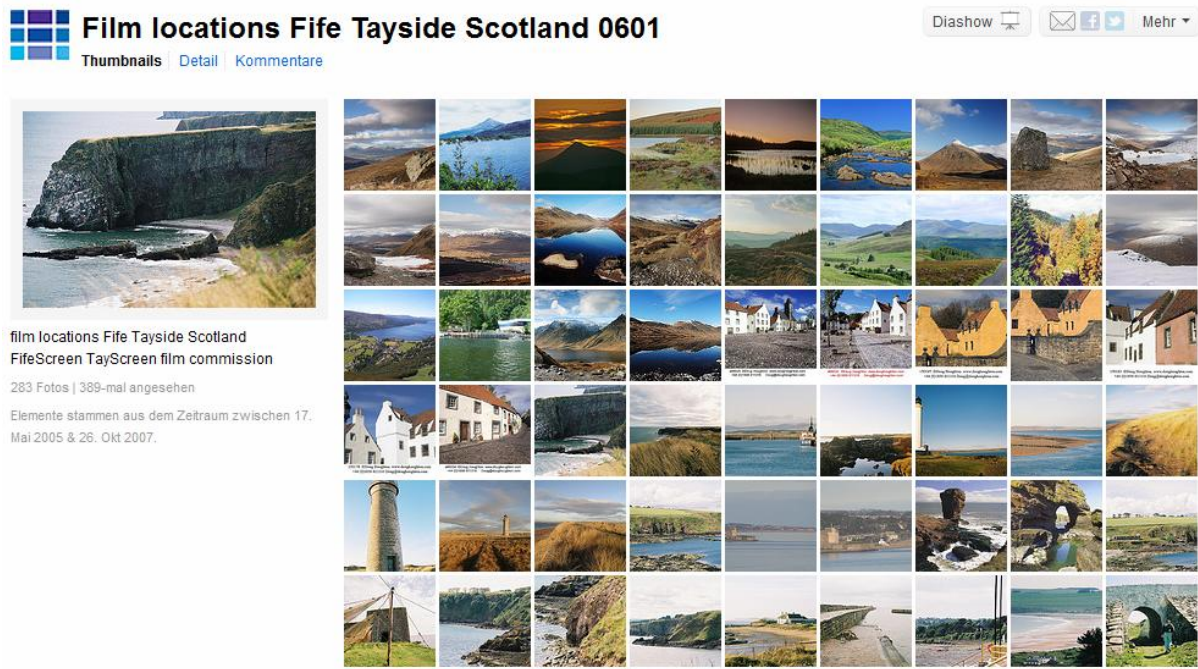 Film locations Fife Tayside Scotland 0601
Diashow
Mehr
Thumbnails Detail Kommentare
film locations Fife Tayside Scotland
FifeScreen TayScreen film commission
283 Fotos | 389-mal angesehen
Elemente stammen aus dem Zeitraum zwischen 17.
Mai 2005 & 26. Okt 2007.